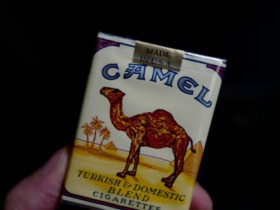 MADE
IN U.S.A.
CAMEL
TURKISH & DOMESTIC
BLEND
CIGARETTES